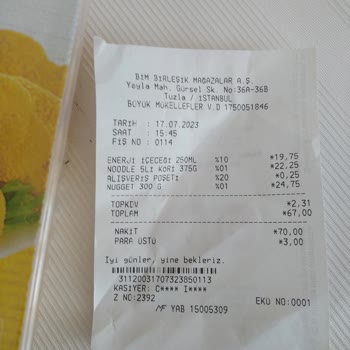 BİM BİRLEŞİK MAĞAZALAR A.Ş.
Yayla Mah. Gürsel Sk. No:36A-36B
Tuzla / İSTANBUL
BÜYÜK MÜKELLEFLER V.D 1750051846
TARİH : 17.07.2023
SAAT : 15:45
FİŞ NO : 0114
ENERJİ İÇECEĞİ 250ML %10 *19,75
NOODLE 5Lİ KÖRİ 375G %01 *22,25
ALIŞVERİŞ POŞETİ %20 *0,25
NUGGET 300 G %01 *24,75
TOPKDV *2,31
TOPLAM *67,00
NAKİT *70,00
PARA ÜSTÜ *3,00
İyi günler, yine bekleriz.
31120031707323850113
KASİYER: C**** I****
Z NO:2392 EKÜ NO:0001
MF YAB 15005309